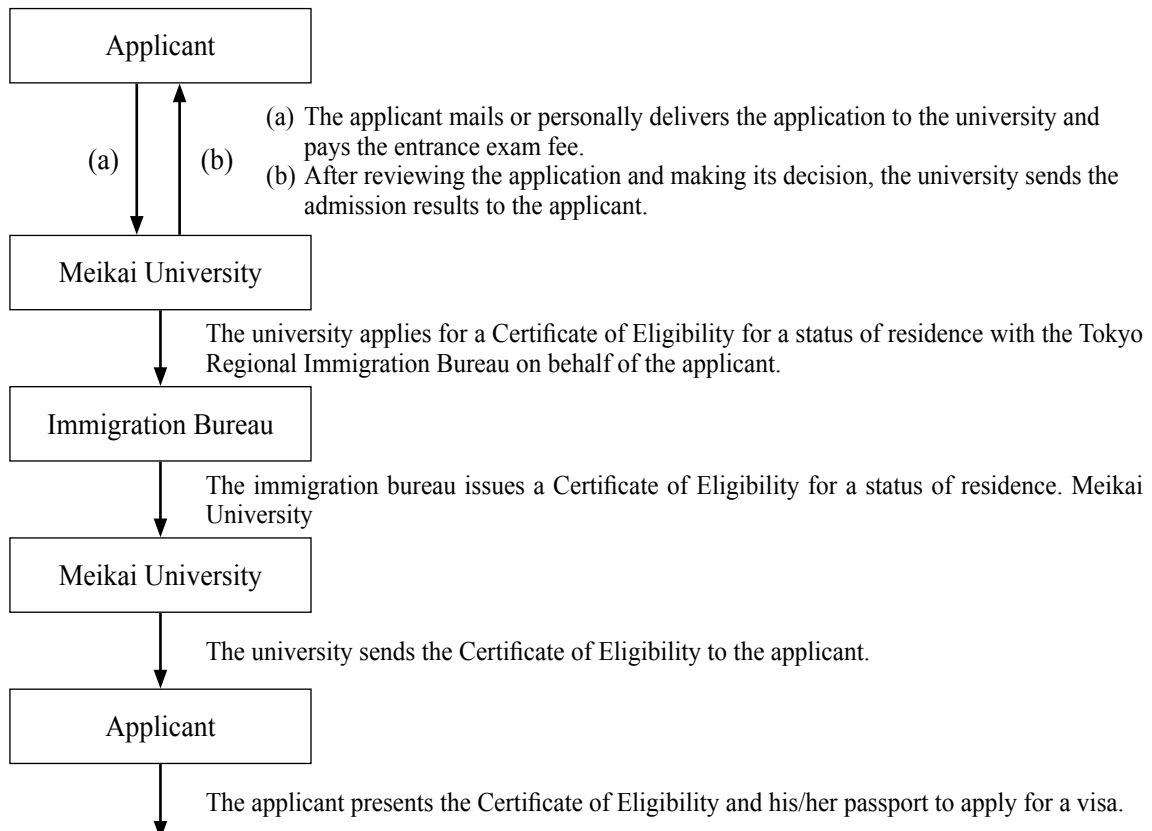 Applicant
(a)
(b)
(a) The applicant mails or personally delivers the application to the university and
pays the entrance exam fee.
(b) After reviewing the application and making its decision, the university sends the
admission results to the applicant.
Meikai University
The university applies for a Certificate of Eligibility for a status of residence with the Tokyo
Regional Immigration Bureau on behalf of the applicant.
Immigration Bureau
The immigration bureau issues a Certificate of Eligibility for a status of residence. Meikai
University
Meikai University
The university sends the Certificate of Eligibility to the applicant.
Applicant
The applicant presents the Certificate of Eligibility and his/her passport to apply for a visa.